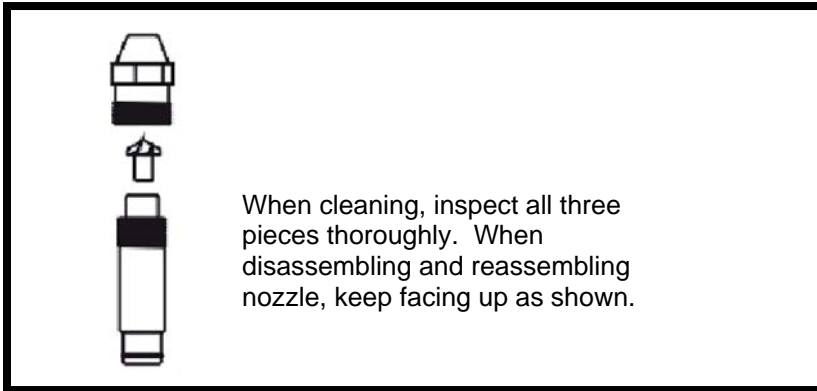 When cleaning, inspect all three
pieces thoroughly.  When
disassembling and reassembling
nozzle, keep facing up as shown.